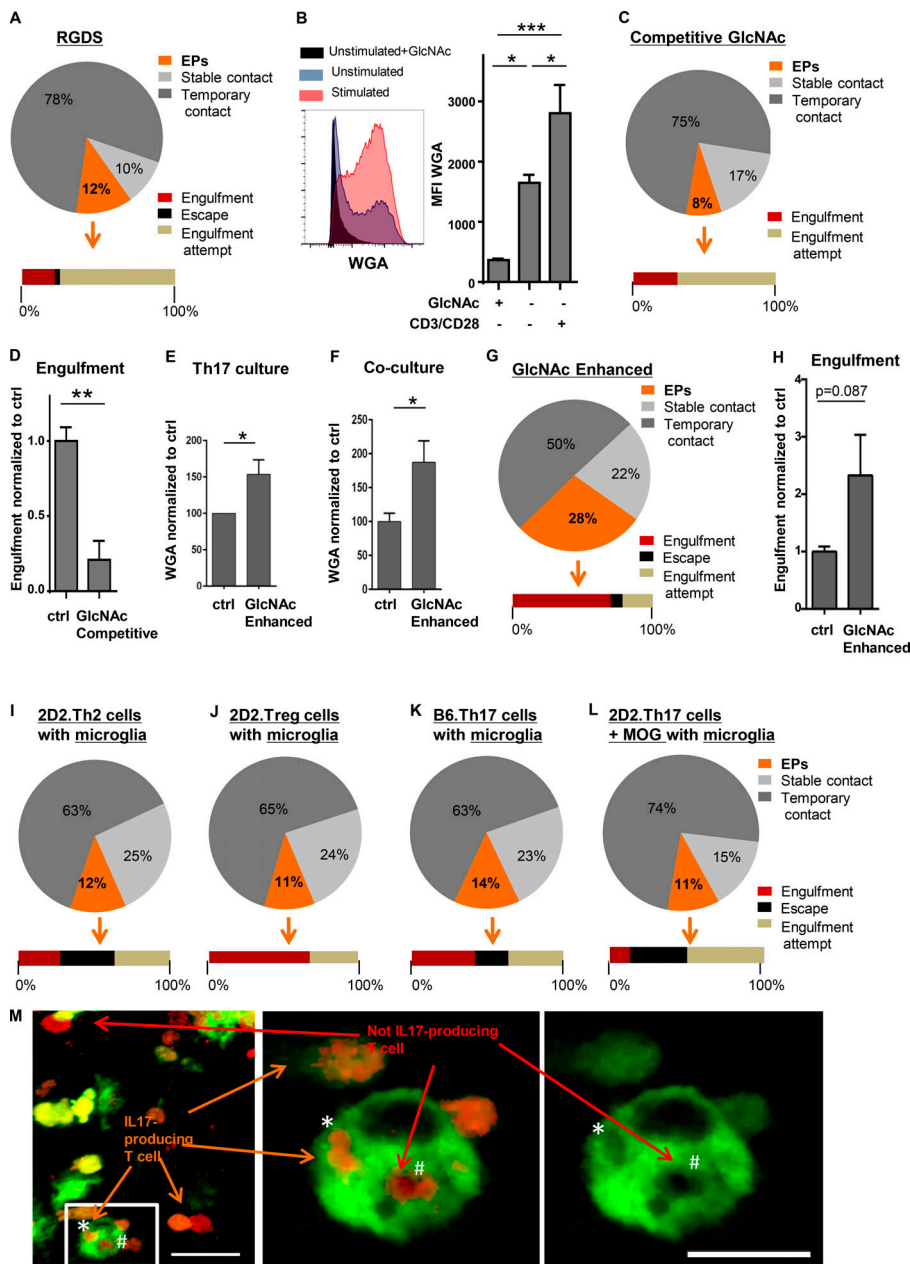 A
RGDS
78%
10%
12%
EPs
Stable contact
Temporary
contact
Engulfment
Escape
Engulfment
attempt
0%
100%
B
Unstimulated+GlcNAc
Unstimulated
Stimulated
WGA
MFI WGA
3000
2000
1000
0
***
*
*
GlcNAc + - -
CD3/CD28 - - +
C
Competitive GlcNAc
75%
17%
8%
EPs
Stable contact
Temporary
contact
Engulfment
Engulfment
attempt
0%
100%
D
Engulfment
Engulfment normalized to ctrl
1.0
0.5
0.0
**
ctrl
GlcNAc
Competitive
E
Th17 culture
WGA normalized to ctrl
200
150
100
50
0
*
ctrl
GlcNAc
Enhanced
F
Co-culture
WGA normalized to ctrl
250
200
150
100
50
0
*
ctrl
GlcNAc
Enhanced
G
GlcNAc Enhanced
50%
22%
28%
EPs
Stable contact
Temporary
contact
Engulfment
Escape
Engulfment
attempt
0%
100%
H
Engulfment
Engulfment normalized to ctrl
4
3
2
1
0
p=0.087
ctrl
GlcNAc
Enhanced
I
2D2.Th2 cells
with microglia
63%
25%
12%
0%
100%
J
2D2.Treg cells
with microglia
65%
24%
11%
0%
100%
K
B6.Th17 cells
with microglia
63%
23%
14%
0%
100%
L
2D2.Th17 cells
+ MOG with microglia
74%
15%
11%
EPs
Stable contact
Temporary
contact
Engulfment
Escape
Engulfment
attempt
0%
100%
M
Not IL17-producing
T cell
IL17-
producing
T cell
*
#
*
#
*
#